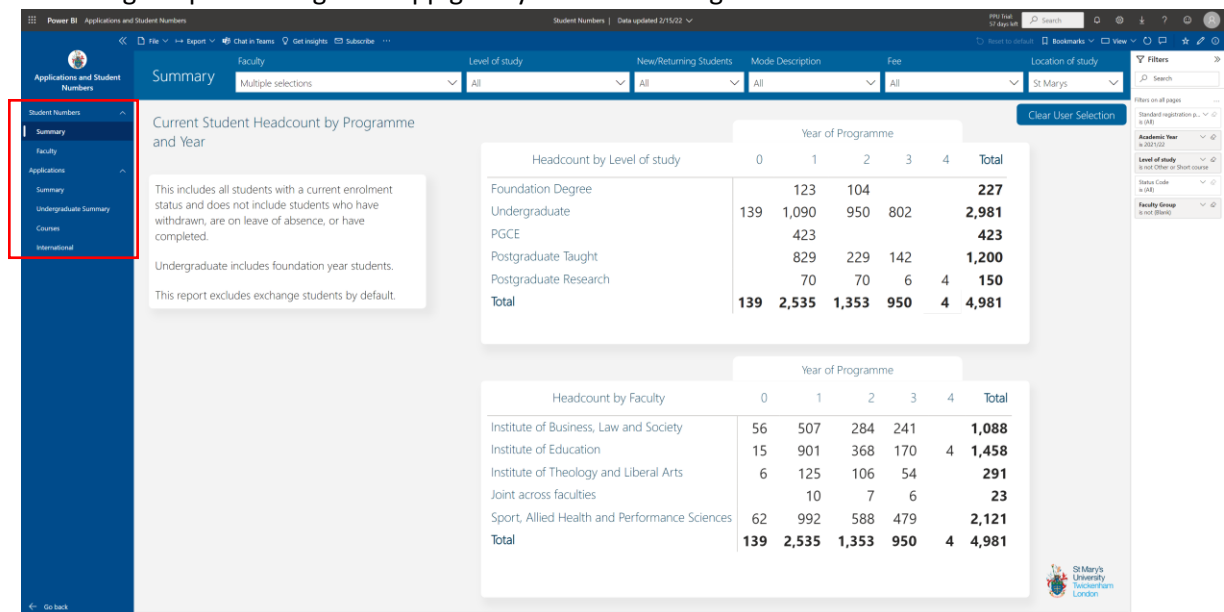 Power BI Applications and Student Numbers
Student Numbers | Data updated 2/15/22
PPU Trial
57 days left
Search
File Export Chat in Teams Get insights Subscribe ...
Reset to default Bookmarks View
Applications and Student
Numbers
Student Numbers
Summary
Faculty
Applications
Summary
Undergraduate Summary
Courses
International
Go back
Summary
Faculty
Multiple selections
Level of study
All
New/Returning Students
All
Mode Description
All
Fee
All
Location of study
St Marys
Clear User Selection
Current Student Headcount by Programme
and Year
This includes all students with a current enrolment
status and does not include students who have
withdrawn, are on leave of absence, or have
completed.
Undergraduate includes foundation year students.
This report excludes exchange students by default.
Year of Programme
Headcount by Level of study 0 1 2 3 4 Total
Foundation Degree 123 104 227
Undergraduate 139 1,090 950 802 2,981
PGCE 423 423
Postgraduate Taught 829 229 142 1,200
Postgraduate Research 70 70 6 4 150
Total 139 2,535 1,353 950 4 4,981
Year of Programme
Headcount by Faculty 0 1 2 3 4 Total
Institute of Business, Law and Society 56 507 284 241 1,088
Institute of Education 15 901 368 170 4 1,458
Institute of Theology and Liberal Arts 6 125 106 54 291
Joint across faculties 10 7 6 23
Sport, Allied Health and Performance Sciences 62 992 588 479 2,121
Total 139 2,535 1,353 950 4 4,981
St Mary's
University
Twickenham
London
Filters
Search
Filters on all pages ...
Standard registration p...
is (All)
Academic Year
is 2021/22
Level of study
is not Other or Short course
Status Code
is (All)
Faculty Group
is not (Blank)